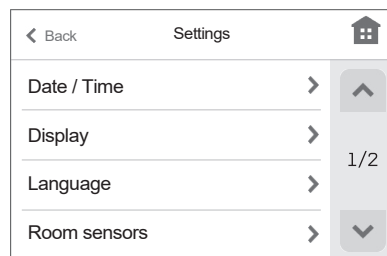 Back
Settings
Date / Time
Display
1/2
Language
Room sensors